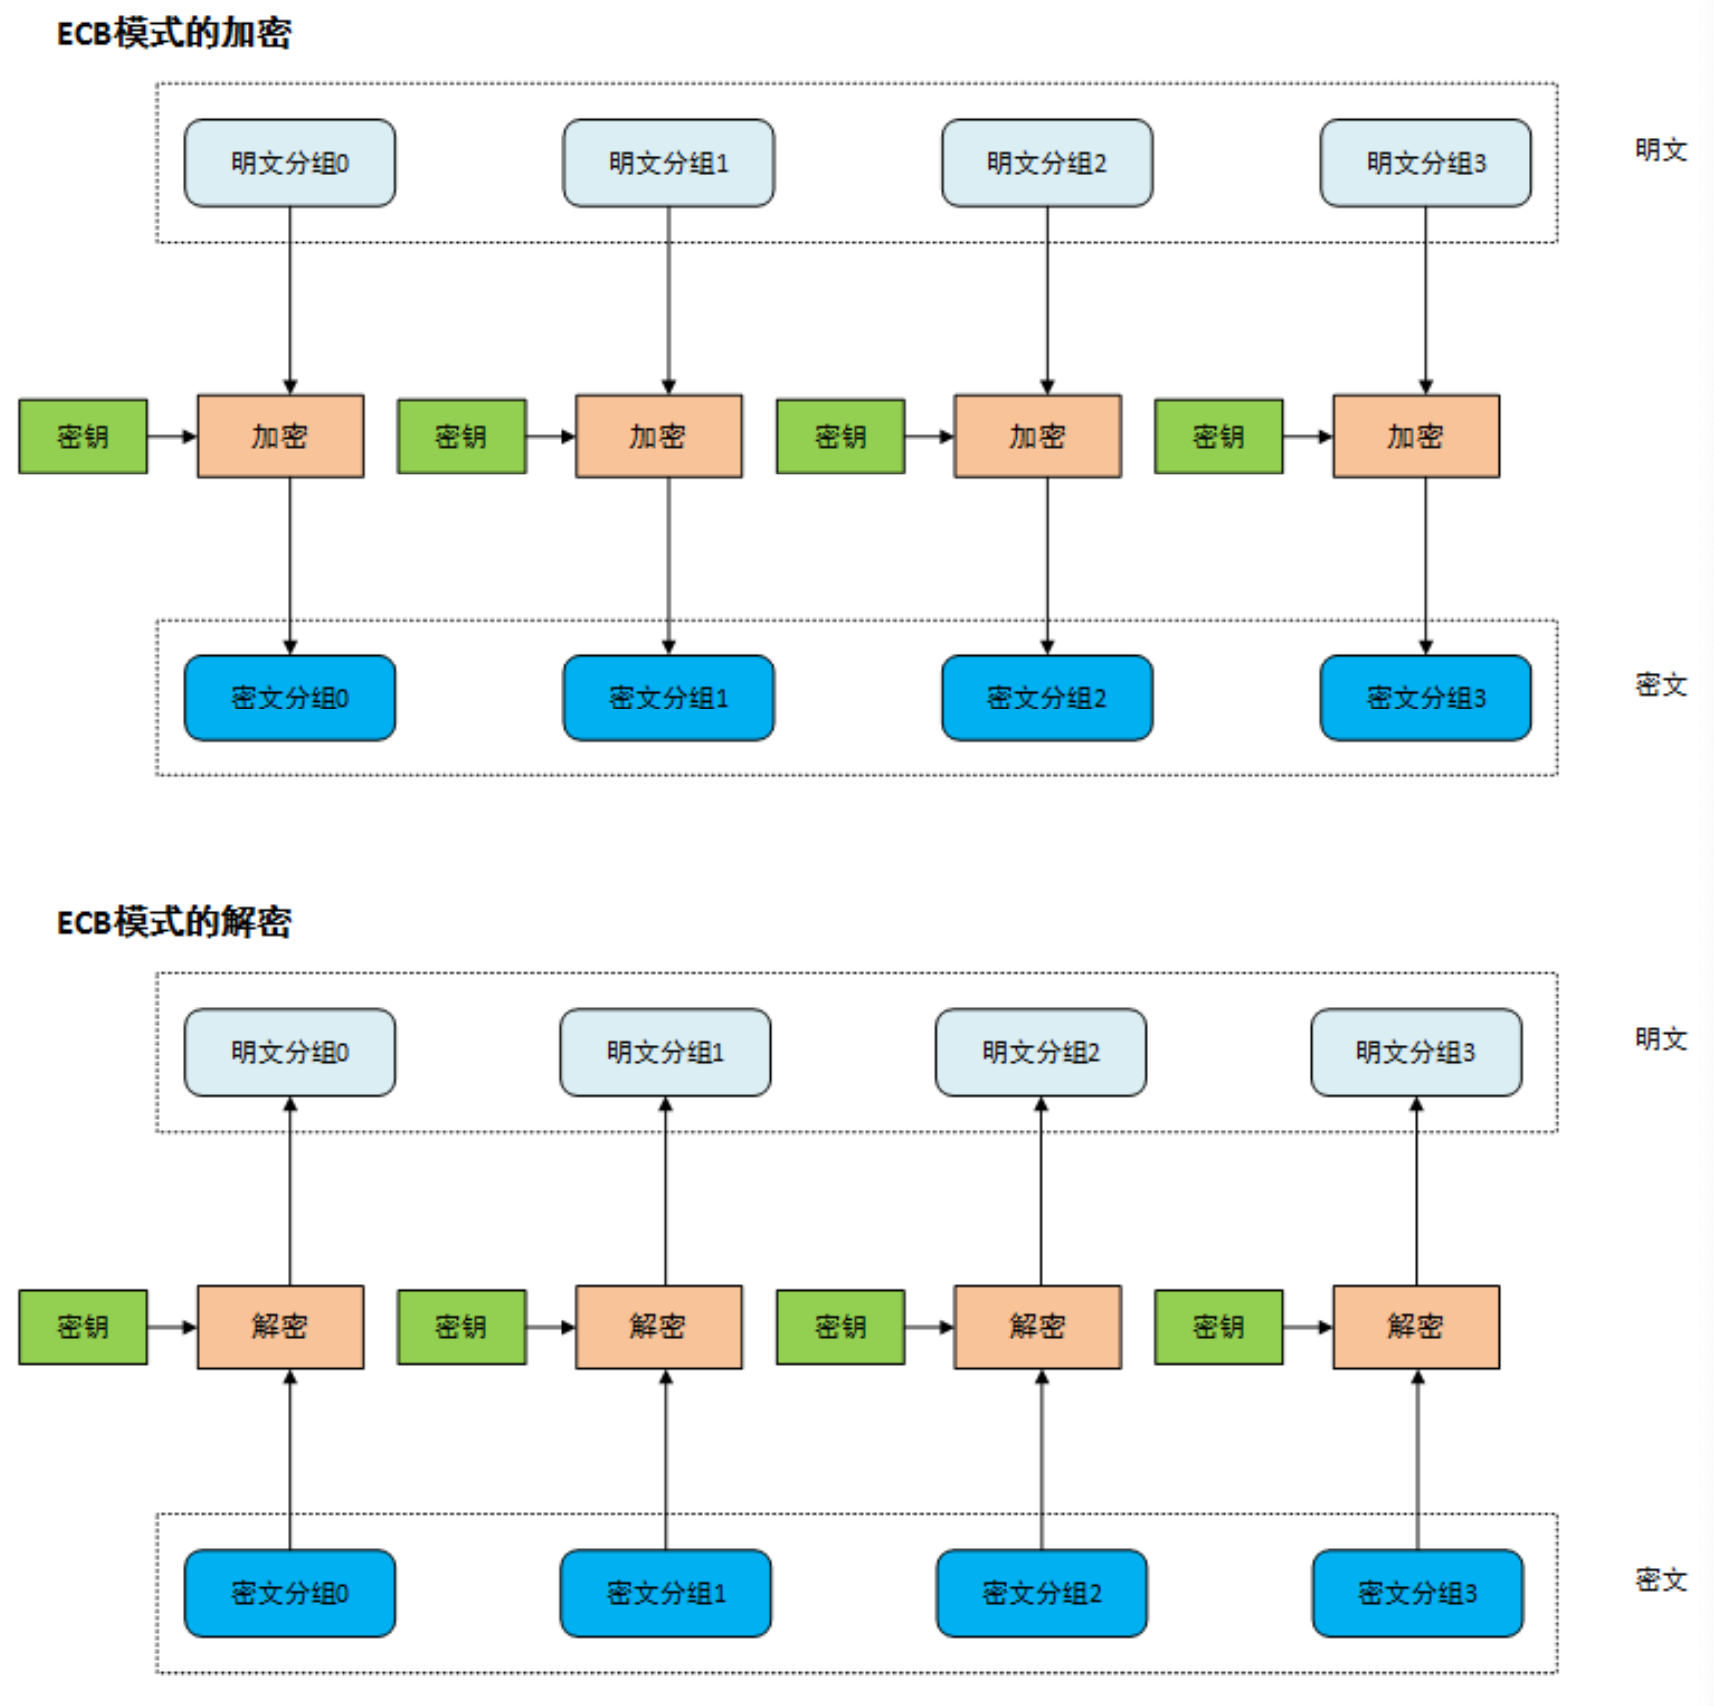 ECB模式的加密
明文分组0 明文分组1 明文分组2 明文分组3 明文
密钥 加密 密钥 加密 密钥 加密 密钥 加密
密文分组0 密文分组1 密文分组2 密文分组3 密文
ECB模式的解密
明文分组0 明文分组1 明文分组2 明文分组3 明文
密钥 解密 密钥 解密 密钥 解密 密钥 解密
密文分组0 密文分组1 密文分组2 密文分组3 密文